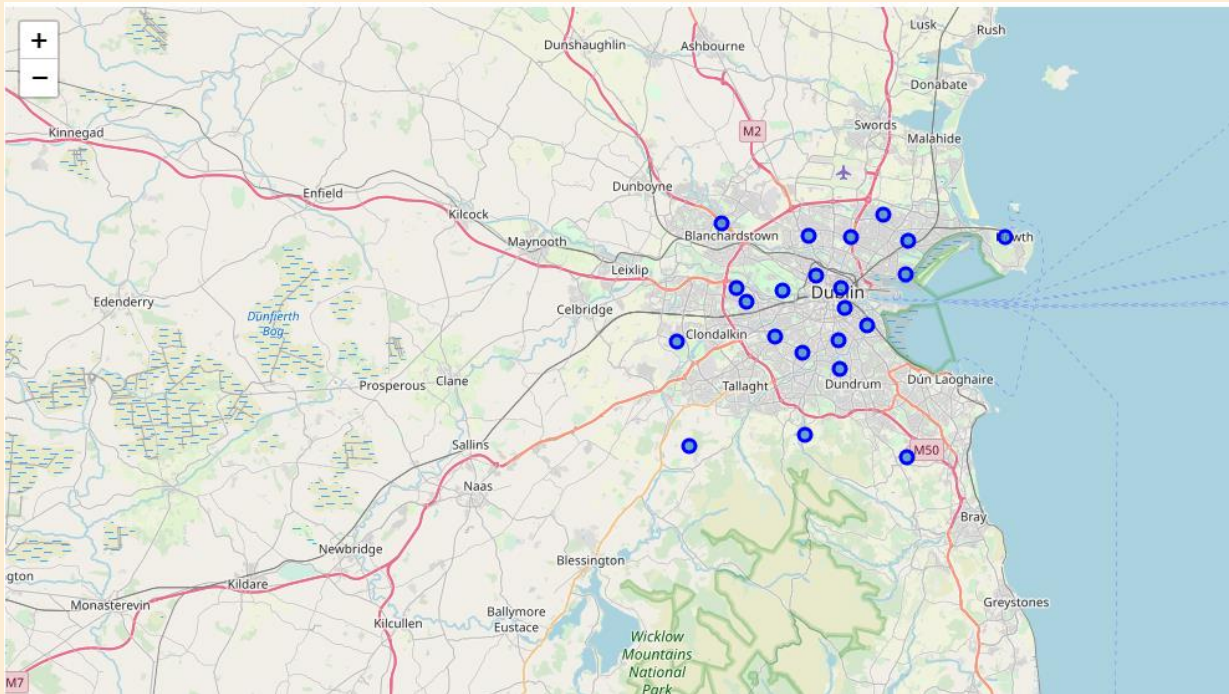 +
−
Lusk
Rush
Dunshaughlin
Ashbourne
Donabate
Swords
Kinnegad
M2
Malahide
Dunboyne
Enfield
Kilcock
Blanchardstown
Maynooth
Leixlip
Dublin
Edenderry
Celbridge
Dunfierth
Bog
Clondalkin
Prosperous
Clane
Tallaght
Dundrum
Dún Laoghaire
Sallins
M50
Naas
Bray
Newbridge
Blessington
Kildare
Monasterevin
Ballymore
Eustace
Greystones
Kilcullen
Wicklow
Mountains
National
Park
M7